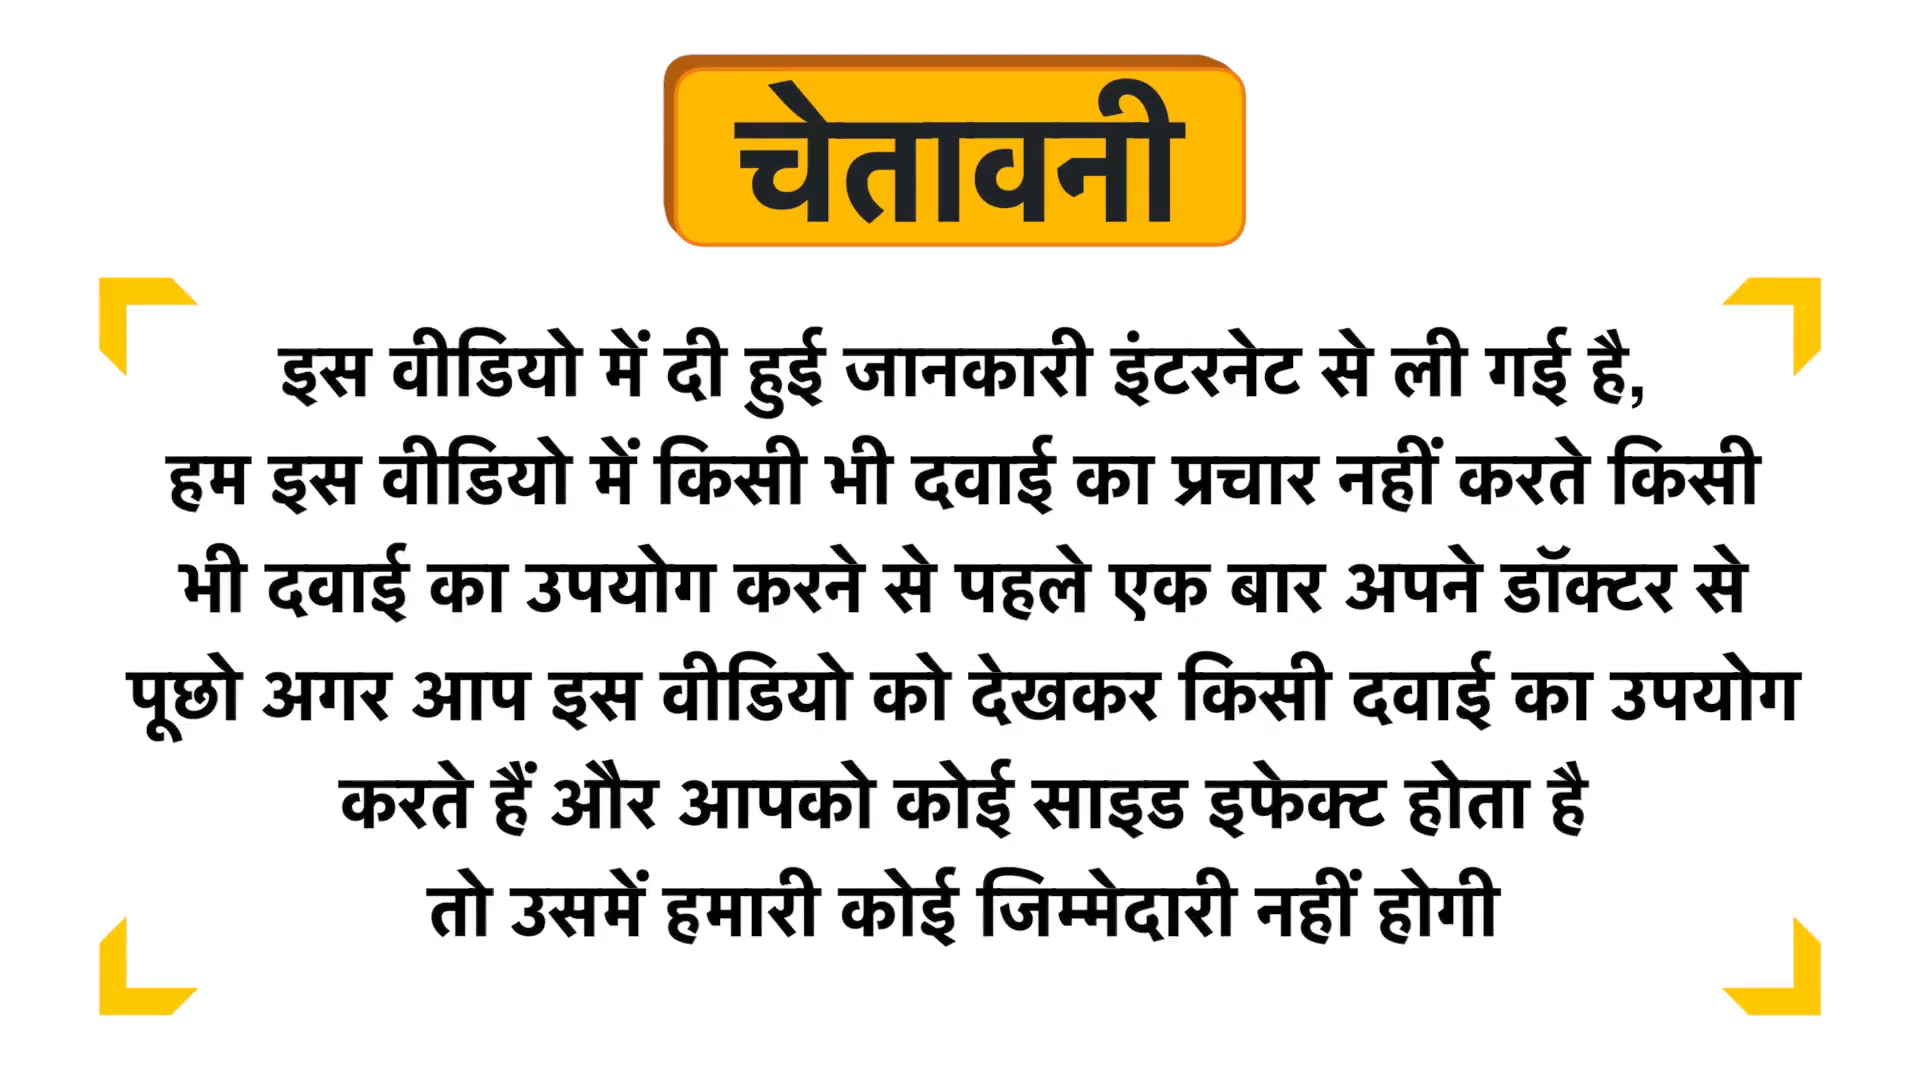 चेतावनी
इस वीडियो में दी हुई जानकारी इंटरनेट से ली गई है,
हम इस वीडियो में किसी भी दवाई का प्रचार नहीं करते किसी
भी दवाई का उपयोग करने से पहले एक बार अपने डॉक्टर से
पूछो अगर आप इस वीडियो को देखकर किसी दवाई का उपयोग
करते हैं और आपको कोई साइड इफेक्ट होता है
तो उसमें हमारी कोई जिम्मेदारी नहीं होगी